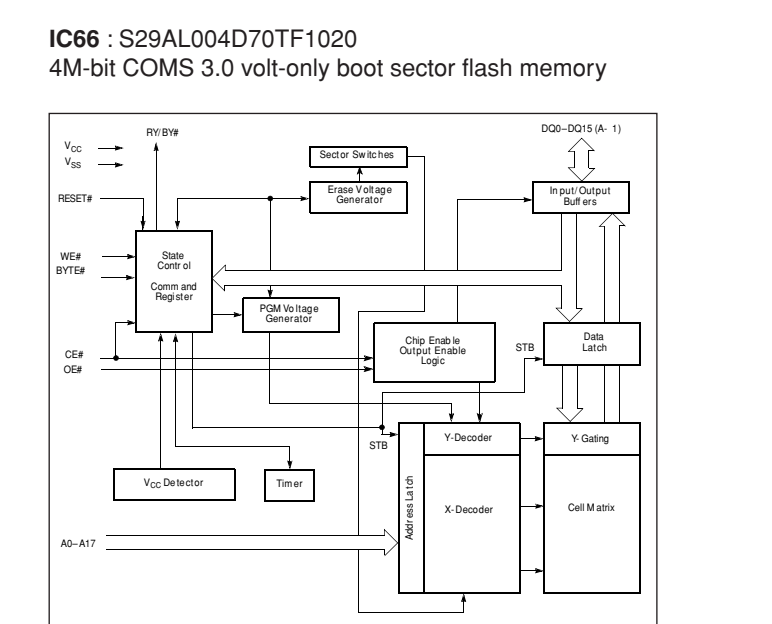 IC66 : S29AL004D70TF1020
4M-bit COMS 3.0 volt-only boot sector flash memory
RY/BY#
DQ0–DQ15 (A-1)
VCC
VSS
Sector Switches
RESET#
Erase Voltage
Generator
Input/Output
Buffers
WE#
BYTE#
State
Control
Command
Register
PGM Voltage
Generator
Chip Enable
Output Enable
Logic
STB
Data
Latch
CE#
OE#
STB
Y-Decoder
Y-Gating
VCC Detector
Timer
Address Latch
X-Decoder
Cell Matrix
A0–A17